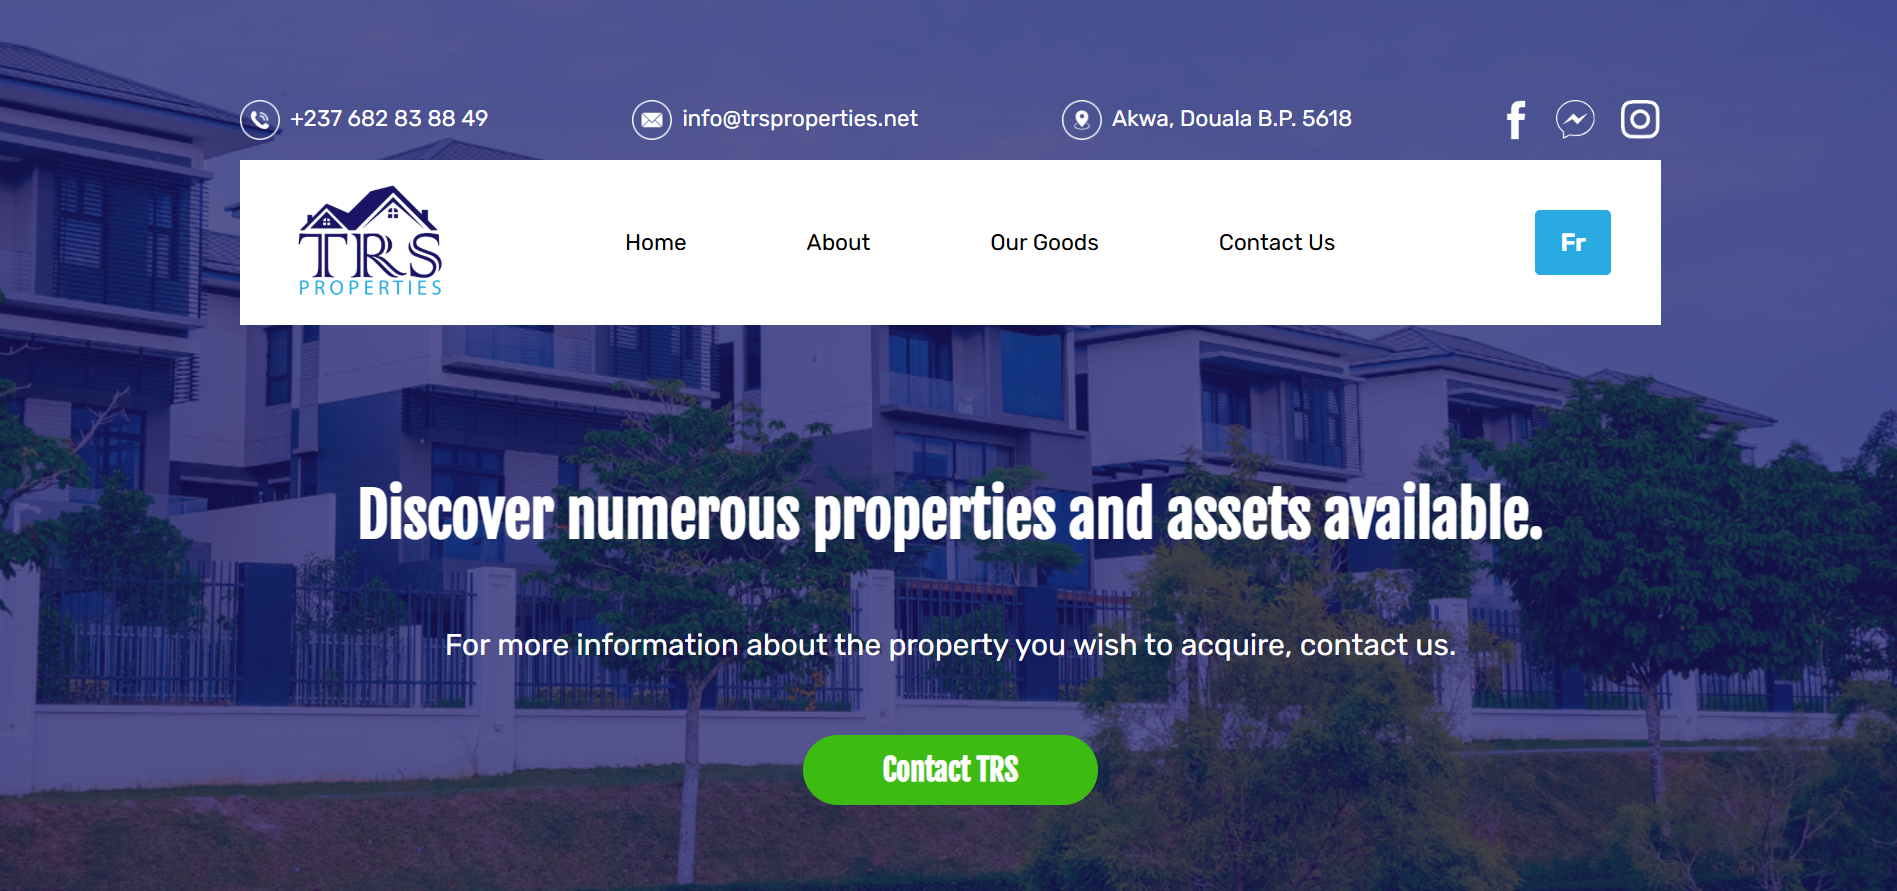 +237 682 83 88 49
info@trsproperties.net
Akwa, Douala B.P. 5618
TRS
PROPERTIES
Home
About
Our Goods
Contact Us
Fr
Discover numerous properties and assets available.
For more information about the property you wish to acquire, contact us.
Contact TRS